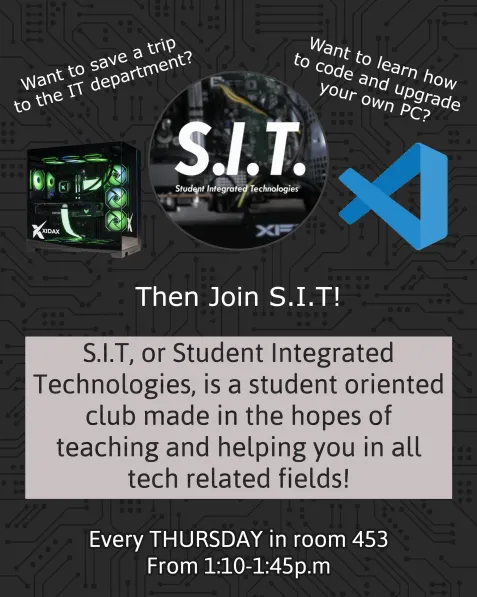 Want to save a trip
to the IT department?
Want to learn how
to code and upgrade
your own PC?
S.I.T.
Student Integrated Technologies
XIDAX
Then Join S.I.T!
S.I.T, or Student Integrated
Technologies, is a student oriented
club made in the hopes of
teaching and helping you in all
tech related fields!
Every THURSDAY in room 453
From 1:10-1:45p.m